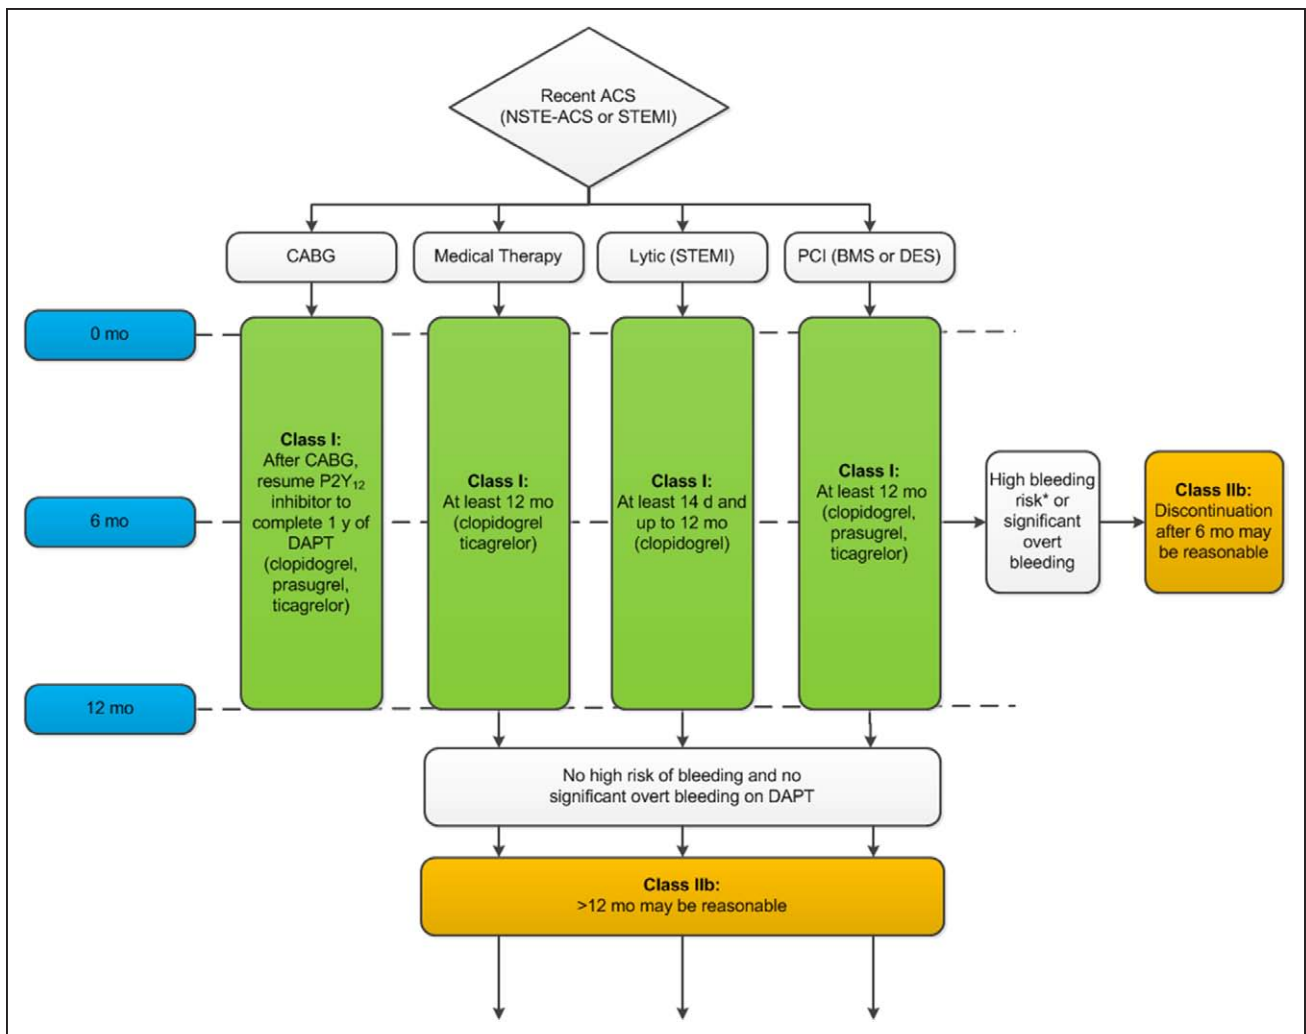 Recent ACS
(NSTE-ACS or STEMI)
CABG
Medical Therapy
Lytic (STEMI)
PCI (BMS or DES)
0 mo
6 mo
12 mo
Class I:
After CABG,
resume P2Y₁₂
inhibitor to
complete 1 y of
DAPT
(clopidogrel,
prasugrel,
ticagrelor)
Class I:
At least 12 mo
(clopidogrel
ticagrelor)
Class I:
At least 14 d and
up to 12 mo
(clopidogrel)
Class I:
At least 12 mo
(clopidogrel,
prasugrel,
ticagrelor)
High bleeding
risk* or
significant
overt
bleeding
Class IIb:
Discontinuation
after 6 mo may
be reasonable
No high risk of bleeding and no
significant overt bleeding on DAPT
Class IIb:
>12 mo may be reasonable